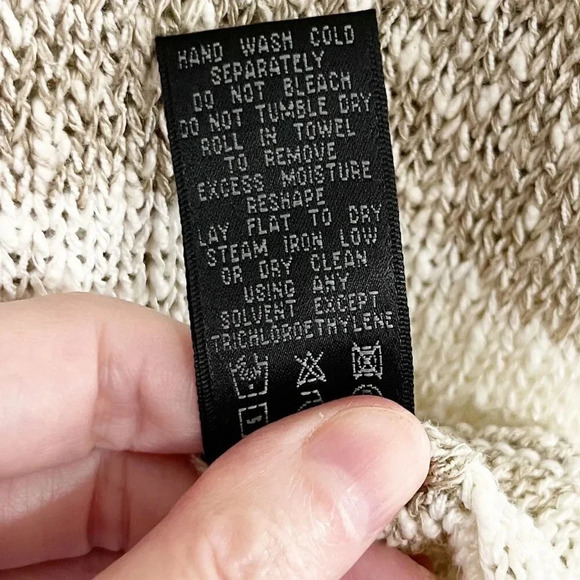 HAND WASH COLD
SEPARATELY
DO NOT BLEACH
DO NOT TUMBLE DRY
ROLL IN TOWEL
TO REMOVE
EXCESS MOISTURE
RESHAPE
LAY FLAT TO DRY
STEAM IRON LOW
OR DRY CLEAN
USING ANY
SOLVENT EXCEPT
TRICHLOROETHYLENE